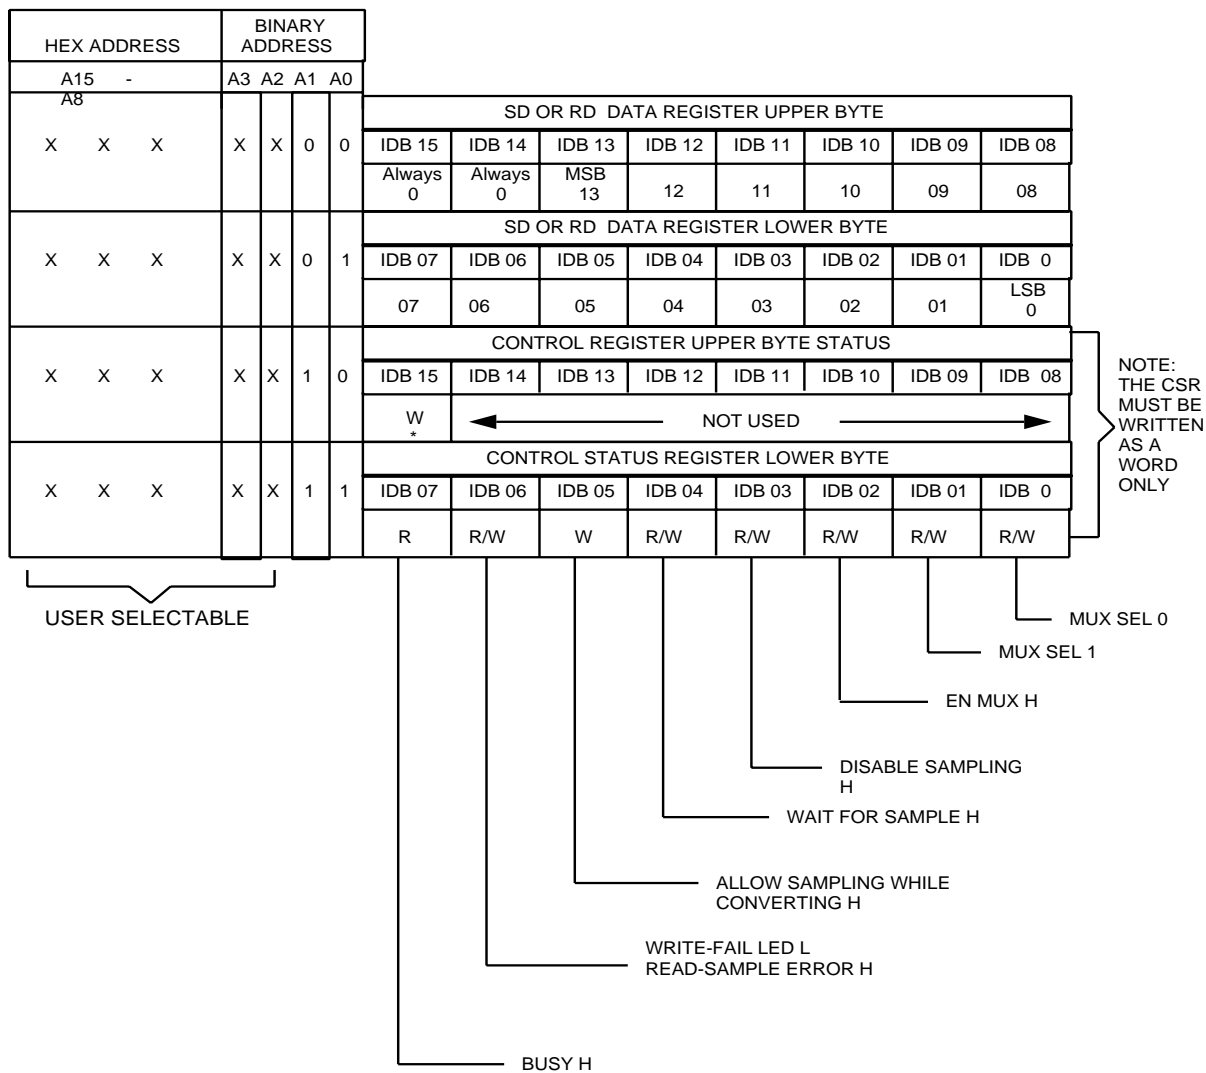 HEX ADDRESS
BINARY
ADDRESS
A15 -
A8
A3 A2 A1 A0
SD OR RD DATA REGISTER UPPER BYTE
X X X X X 0 0 IDB 15 IDB 14 IDB 13 IDB 12 IDB 11 IDB 10 IDB 09 IDB 08
Always
0
Always
0
MSB
13
12 11 10 09 08
SD OR RD DATA REGISTER LOWER BYTE
X X X X X 0 1 IDB 07 IDB 06 IDB 05 IDB 04 IDB 03 IDB 02 IDB 01 IDB 0
07 06 05 04 03 02 01
LSB
0
CONTROL REGISTER UPPER BYTE STATUS
X X X X X 1 0 IDB 15 IDB 14 IDB 13 IDB 12 IDB 11 IDB 10 IDB 09 IDB 08
W
*
NOT USED
CONTROL STATUS REGISTER LOWER BYTE
X X X X X 1 1 IDB 07 IDB 06 IDB 05 IDB 04 IDB 03 IDB 02 IDB 01 IDB 0
R R/W W R/W R/W R/W R/W R/W
NOTE:
THE CSR
MUST BE
WRITTEN
AS A
WORD
ONLY
USER SELECTABLE
MUX SEL 0
MUX SEL 1
EN MUX H
DISABLE SAMPLING
H
WAIT FOR SAMPLE H
ALLOW SAMPLING WHILE
CONVERTING H
WRITE-FAIL LED L
READ-SAMPLE ERROR H
BUSY H